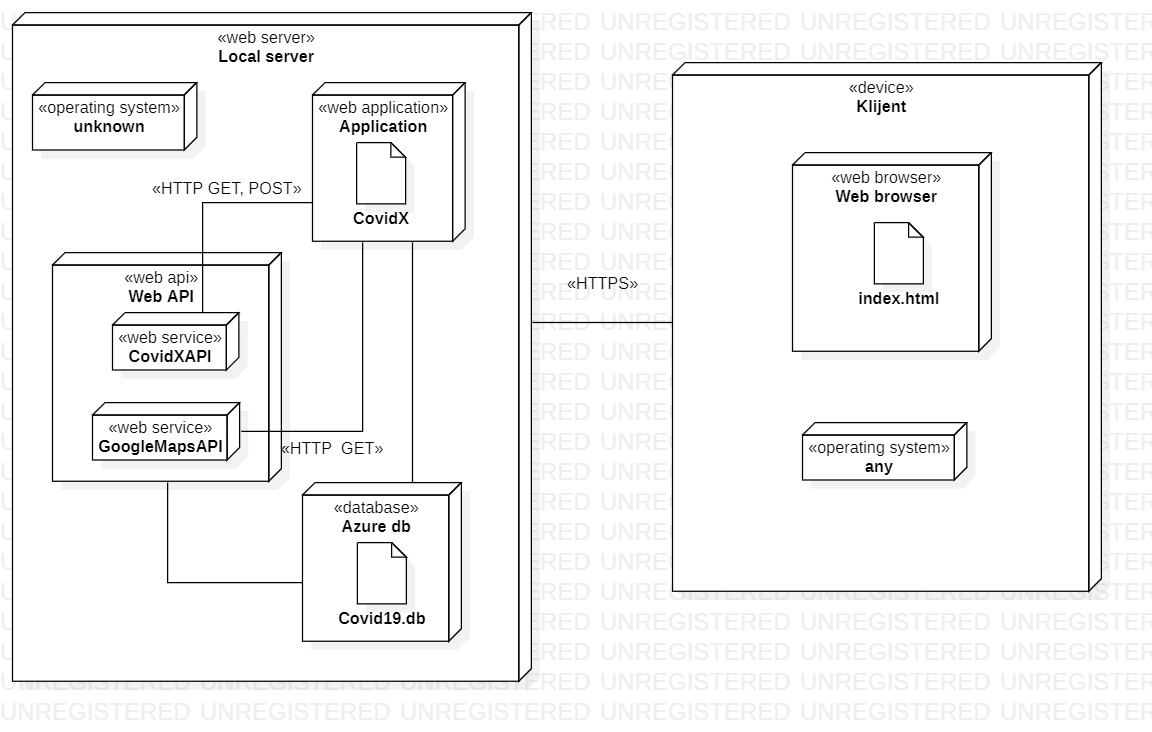 «web server»
Local server
«operating system»
unknown
«web application»
Application
CovidX
«HTTP GET, POST»
«web api»
Web API
«web service»
CovidXAPI
«web service»
GoogleMapsAPI
«HTTP  GET»
«database»
Azure db
Covid19.db
«HTTPS»
«device»
Klijent
«web browser»
Web browser
index.html
«operating system»
any
UNREGISTERED UNREGISTERED UNREGISTERED UNREGISTERED UNREGISTERED UNREGISTER